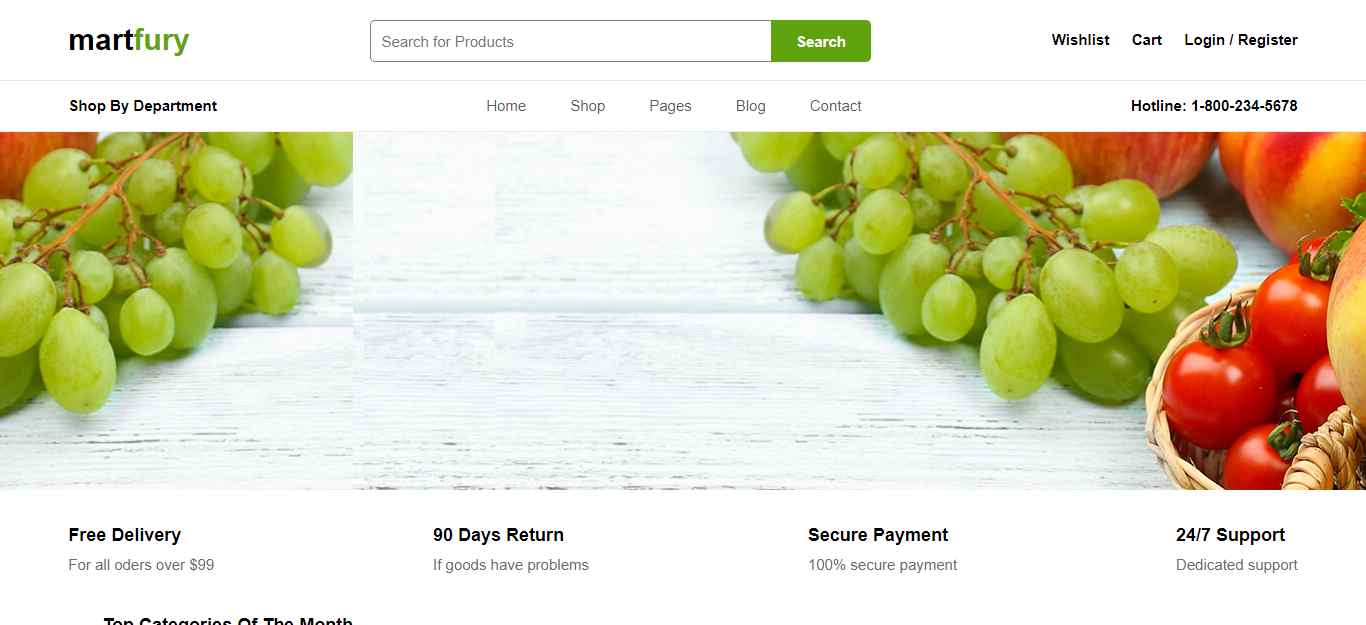 martfury
Search for Products
Search
Wishlist Cart Login / Register
Shop By Department
Home Shop Pages Blog Contact
Hotline: 1-800-234-5678
Free Delivery
For all oders over $99
90 Days Return
If goods have problems
Secure Payment
100% secure payment
24/7 Support
Dedicated support
Top Categories Of The Month